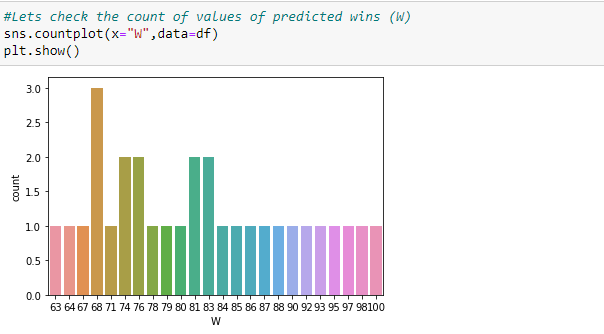 #Lets check the count of values of predicted wins (W)
sns.countplot(x="W",data=df)
plt.show()
3.0
2.5
2.0
1.5
1.0
0.5
0.0
count
63 64 67 68 71 74 76 78 79 80 81 83 84 85 86 87 88 90 92 93 95 97 98 100
W